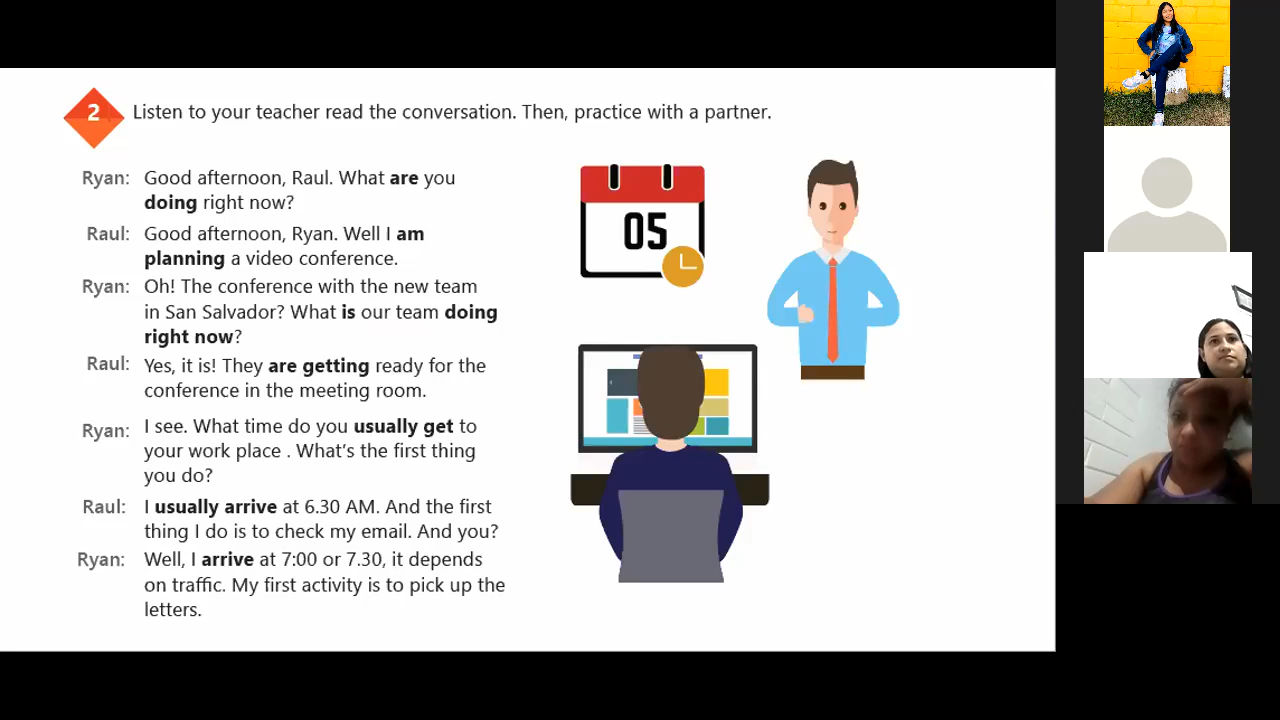 2 Listen to your teacher read the conversation. Then, practice with a partner.
Ryan: Good afternoon, Raul. What are you
doing right now?
Raul: Good afternoon, Ryan. Well I am
planning a video conference.
Ryan: Oh! The conference with the new team
in San Salvador? What is our team doing
right now?
Raul: Yes, it is! They are getting ready for the
conference in the meeting room.
Ryan: I see. What time do you usually get to
your work place . What's the first thing
you do?
Raul: I usually arrive at 6.30 AM. And the first
thing I do is to check my email. And you?
Ryan: Well, I arrive at 7:00 or 7.30, it depends
on traffic. My first activity is to pick up the
letters.
05